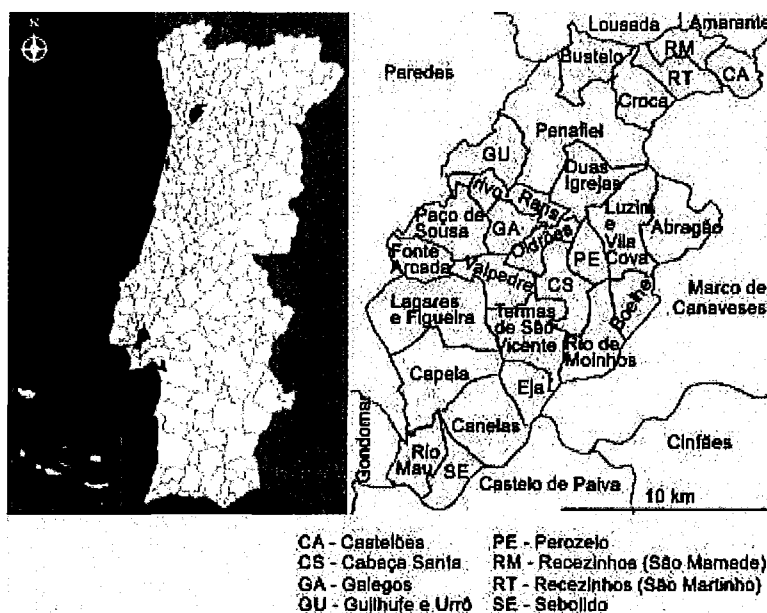 N
Lousada
Amarante
Paredes
Bustelo
RM
RT
CA
Croca
Penafiel
GU
Duas
Igrejas
Irivo
Rans
Luzim
e
Vila
Cova
Abragão
Paço de
Sousa
GA
Oldrões
Fonte
Arcada
Valpedre
PE
CS
Boelhe
Marco de
Canaveses
Lagares
e Figueira
Termas
de São
Vicente
Rio de
Moinhos
Capela
Eja
Canelas
Gondomar
Rio
Mau
SE
Cinfães
Castelo de Paiva
10 km
CA - Castelões
CS - Cabeça Santa
GA - Galegos
GU - Guilhufe e Urrô
PE - Perozelo
RM - Recezinhos (São Mamede)
RT - Recezinhos (São Martinho)
SE - Sebolido